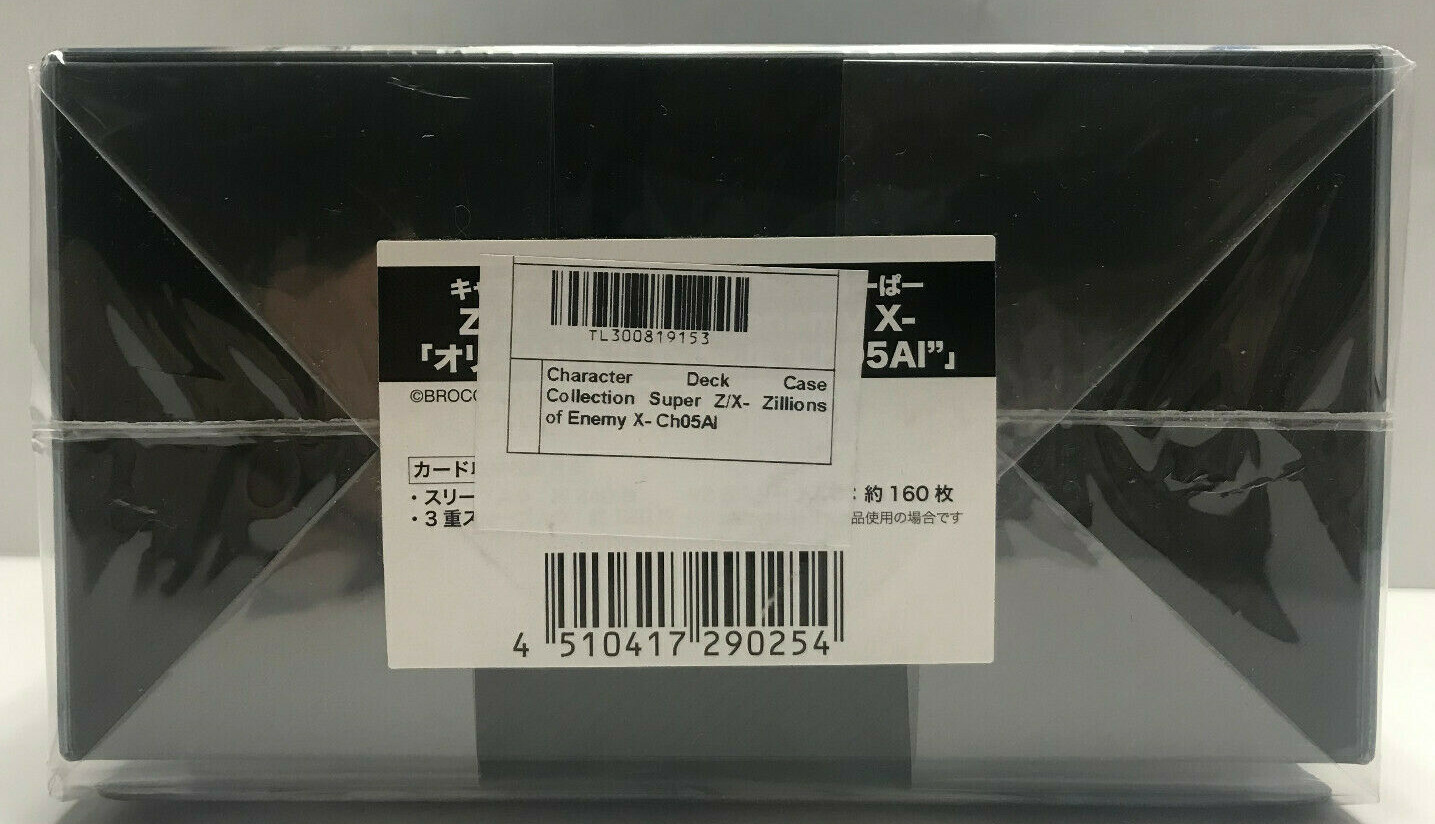 キャ
ーぱー
Z
X-
「オリ
05AI”」
©BROCC
TL300819153
Character Deck Case
Collection Super Z/X- Zillions
of Enemy X- Ch05AI
カード
・スリー
: 約160枚
・3重ス
品使用の場合です
4 510417 290254